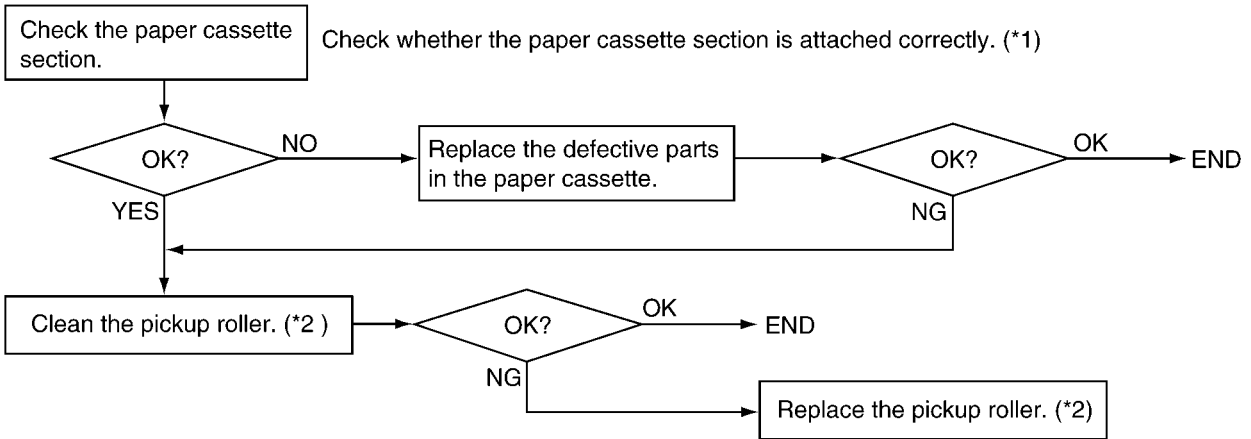 Check the paper cassette
section.
Check whether the paper cassette section is attached correctly. (*1)
OK?
NO
Replace the defective parts
in the paper cassette.
OK?
OK
END
YES
NG
Clean the pickup roller. (*2 )
OK?
OK
END
NG
Replace the pickup roller. (*2)